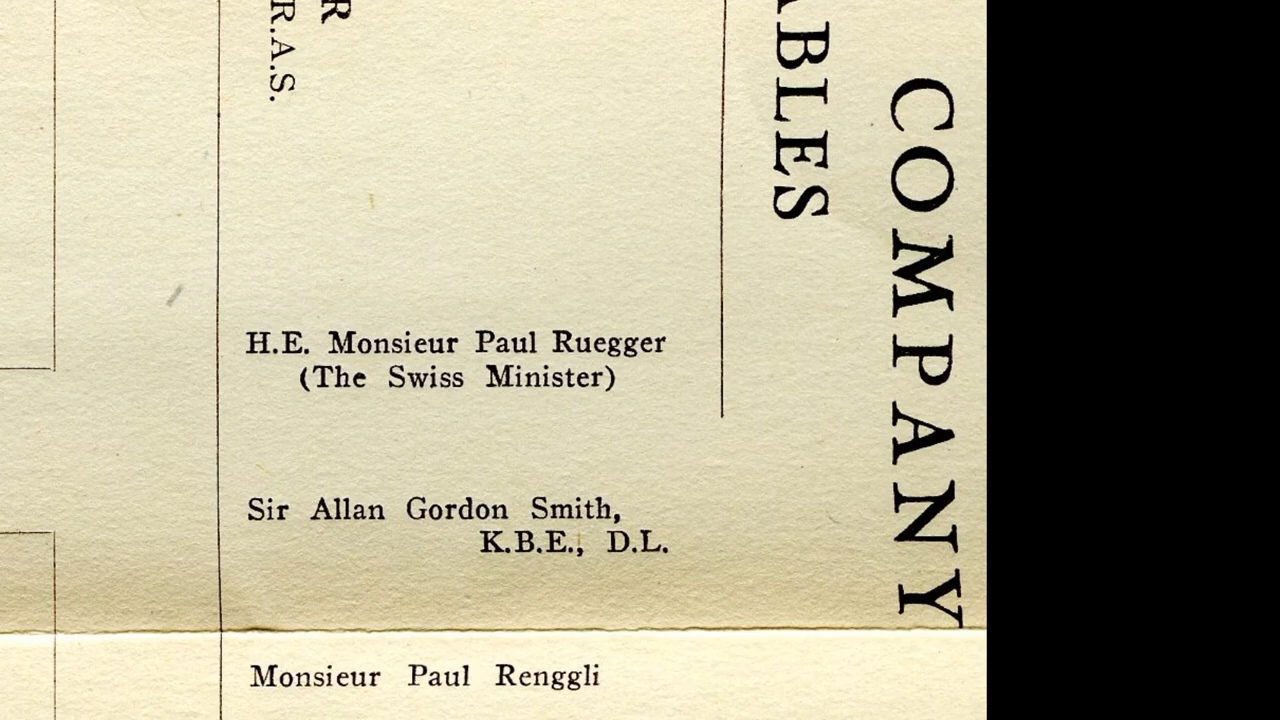 COMPANY
ABLES
R
R.A.S.
H.E. Monsieur Paul Ruegger
(The Swiss Minister)
Sir Allan Gordon Smith,
K.B.E., D.L.
Monsieur Paul Renggli